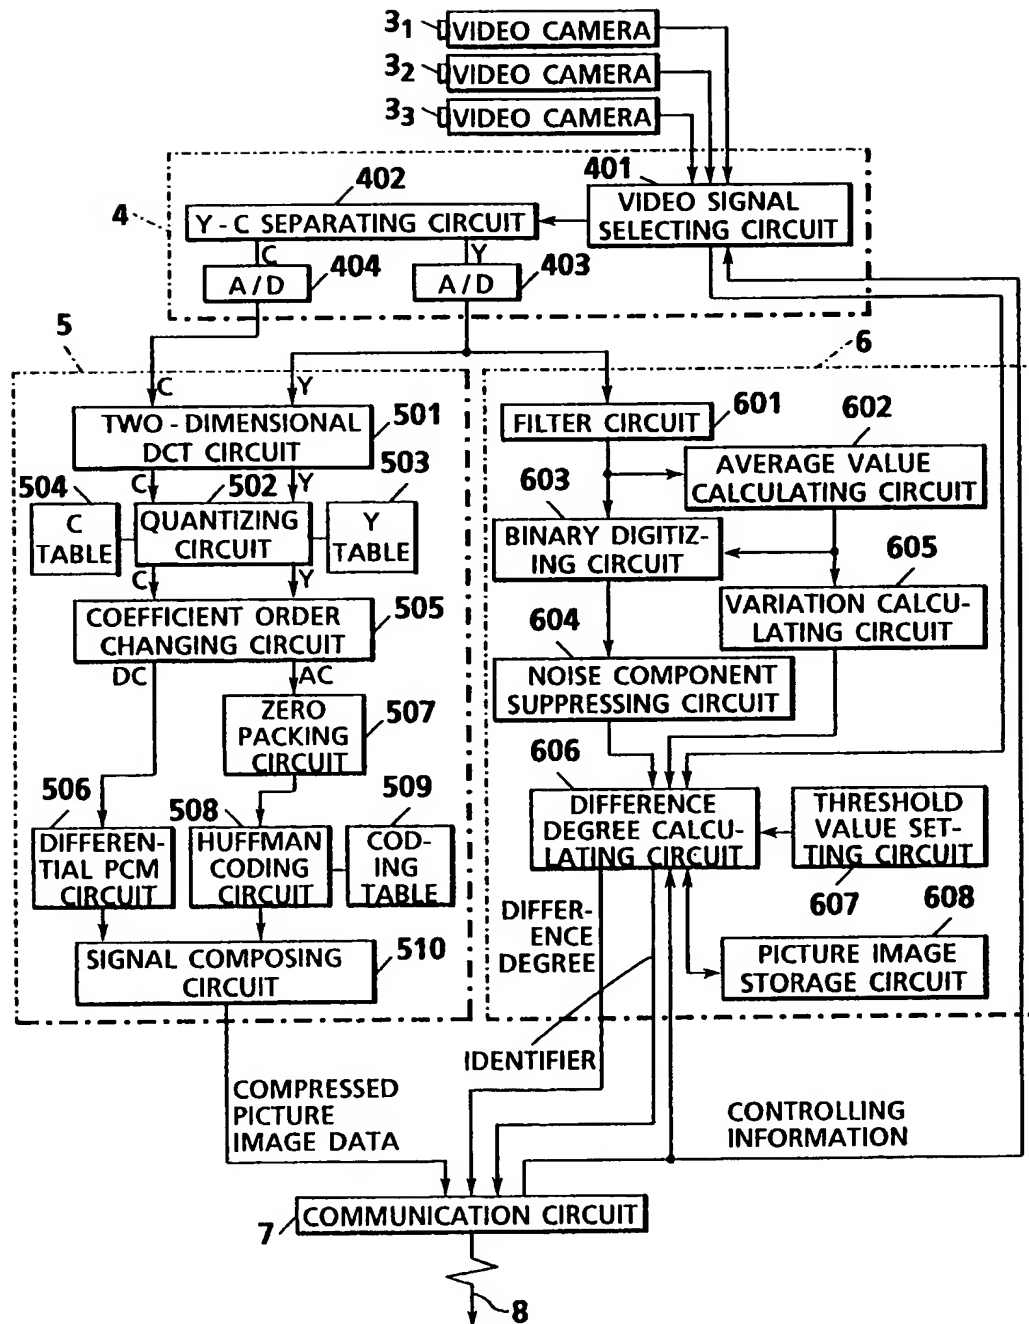 3₁ VIDEO CAMERA
3₂ VIDEO CAMERA
3₃ VIDEO CAMERA
4
402
401
Y - C SEPARATING CIRCUIT
VIDEO SIGNAL
SELECTING CIRCUIT
C
Y
A/D
404
A/D
403
5
6
C
Y
TWO - DIMENSIONAL
DCT CIRCUIT
501
C
Y
504
502
503
C
TABLE
QUANTIZING
CIRCUIT
Y
TABLE
C
Y
COEFFICIENT ORDER
CHANGING CIRCUIT
505
DC
AC
ZERO
PACKING
CIRCUIT
507
506
508
509
DIFFEREN-
TIAL PCM
CIRCUIT
HUFFMAN
CODING
CIRCUIT
COD-
ING
TABLE
SIGNAL COMPOSING
CIRCUIT
510
FILTER CIRCUIT
601
602
AVERAGE VALUE
CALCULATING CIRCUIT
603
BINARY DIGITIZ-
ING CIRCUIT
605
VARIATION CALCU-
LATING CIRCUIT
604
NOISE COMPONENT
SUPPRESSING CIRCUIT
606
DIFFERENCE
DEGREE CALCU-
LATING CIRCUIT
THRESHOLD
VALUE SET-
TING CIRCUIT
607
608
PICTURE IMAGE
STORAGE CIRCUIT
DIFFER-
ENCE
DEGREE
IDENTIFIER
COMPRESSED
PICTURE
IMAGE DATA
CONTROLLING
INFORMATION
7
COMMUNICATION CIRCUIT
8